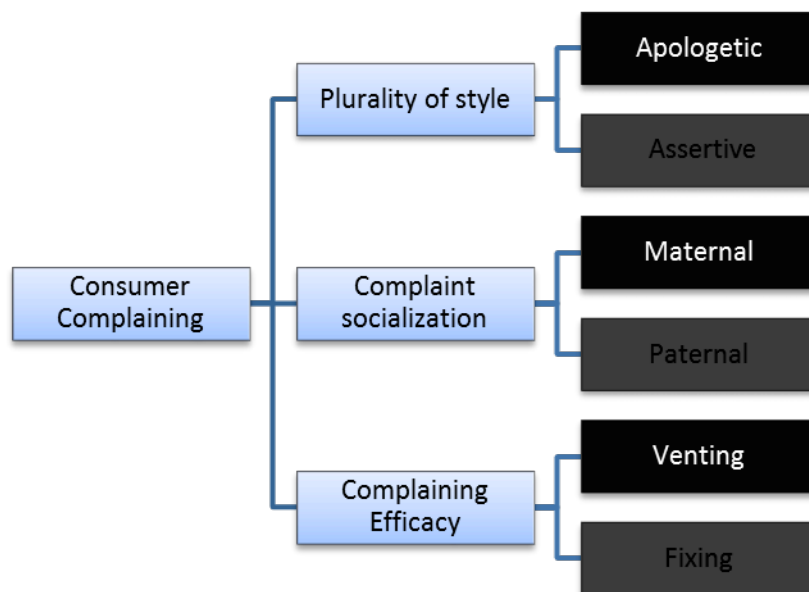 Apologetic
Plurality of style
Assertive
Maternal
Consumer
Complaining
Complaint
socialization
Paternal
Venting
Complaining
Efficacy
Fixing